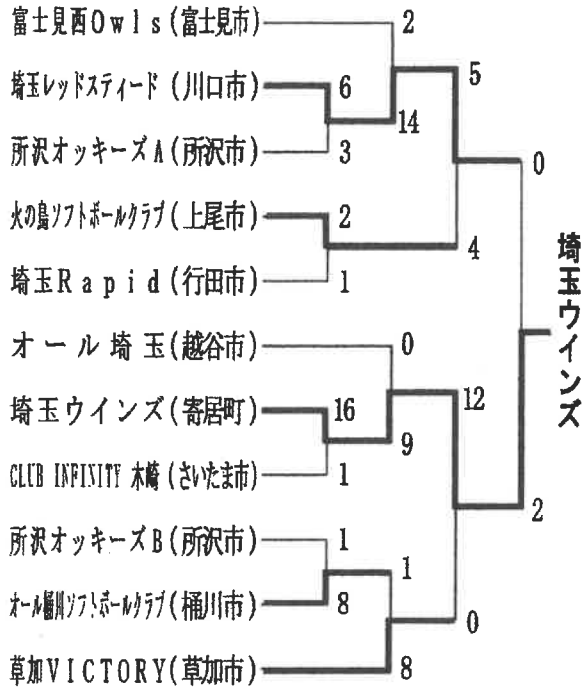 富士見西Owls(富士見市)
2
5
埼玉レッドスティード(川口市)
6
14
所沢オッキーズA(所沢市)
3
0
火の鳥ソフトボールクラブ(上尾市)
2
4
埼玉Rapid(行田市)
1
埼玉ウインズ
オール埼玉(越谷市)
0
12
埼玉ウインズ(寄居町)
16
9
CLUB INFINITY 木崎(さいたま市)
1
2
所沢オッキーズB(所沢市)
1
1
オール桶川ソフトボールクラブ(桶川市)
8
0
草加VICTORY(草加市)
8